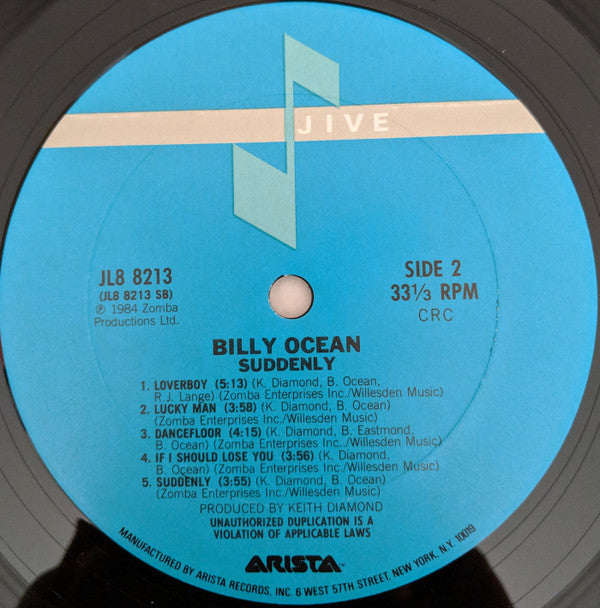 JIVE
JL8 8213
(JL8 8213 SB)
℗ 1984 Zomba
Productions Ltd.
SIDE 2
33⅓ RPM
CRC
BILLY OCEAN
SUDDENLY
1. LOVERBOY (5:13) (K. Diamond, B. Ocean,
R.J. Lange) (Zomba Enterprises Inc./Willesden Music)
2. LUCKY MAN (3:58) (K. Diamond, B. Ocean)
(Zomba Enterprises Inc./Willesden Music)
3. DANCEFLOOR (4:15) (K. Diamond, B. Eastmond,
B. Ocean) (Zomba Enterprises Inc./Willesden Music)
4. IF I SHOULD LOSE YOU (3:56) (K. Diamond,
B. Ocean) (Zomba Enterprises Inc./Willesden Music)
5. SUDDENLY (3:55) (K. Diamond, B. Ocean)
(Zomba Enterprises Inc./Willesden Music)
PRODUCED BY KEITH DIAMOND
UNAUTHORIZED DUPLICATION IS A
VIOLATION OF APPLICABLE LAWS
ARISTA™
MANUFACTURED BY ARISTA RECORDS, INC. 6 WEST 57TH STREET, NEW YORK, N.Y. 10019